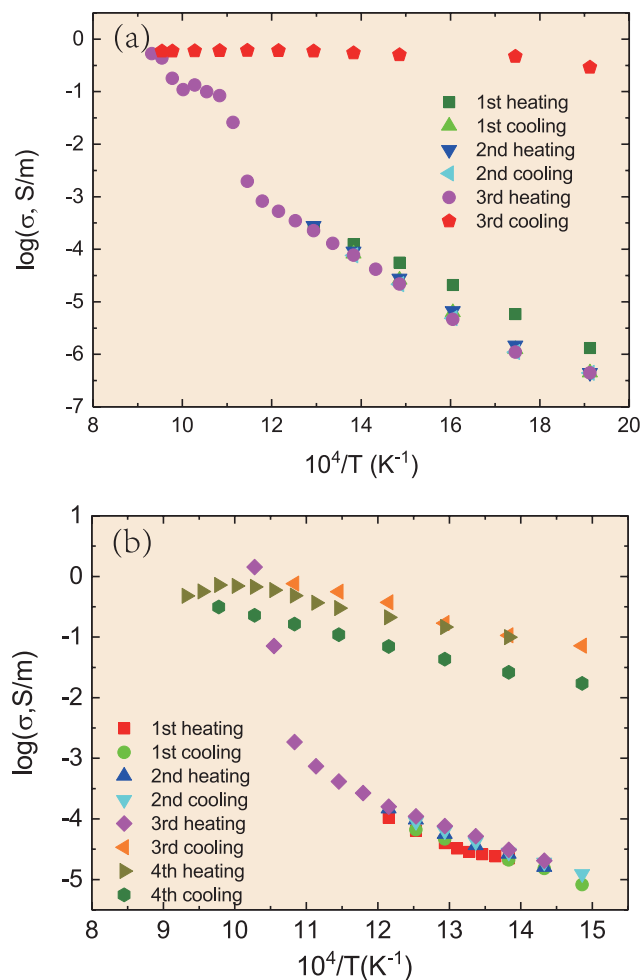 (a)
0
-1
-2
-3
-4
-5
-6
-7
log(σ, S/m)
1st heating
1st cooling
2nd heating
2nd cooling
3rd heating
3rd cooling
8 10 12 14 16 18 20
10⁴/T (K⁻¹)
(b)
1
0
-1
-2
-3
-4
-5
log(σ,S/m)
1st heating
1st cooling
2nd heating
2nd cooling
3rd heating
3rd cooling
4th heating
4th cooling
8 9 10 11 12 13 14 15
10⁴/T(K⁻¹)